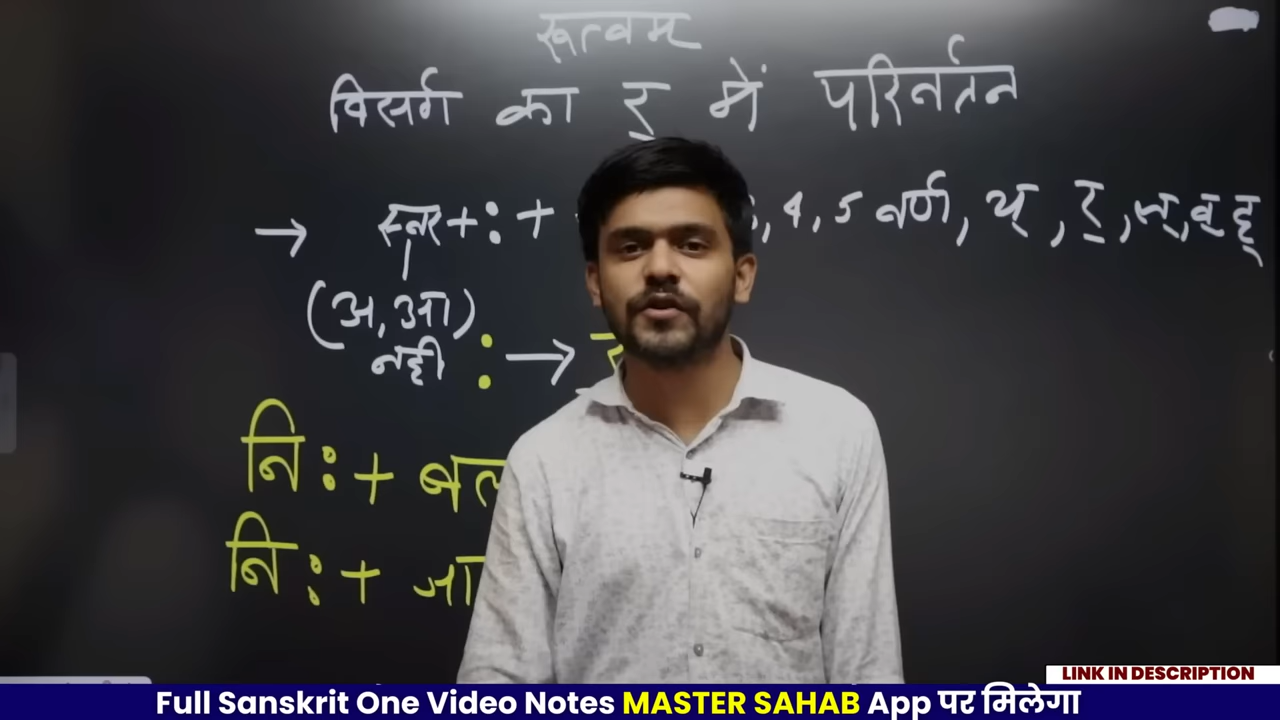 रूत्वम
विसर्ग का र् में परिवर्तन
→ स्वर + : + , 4, 5 वर्ण, य्, र्, ल्, व् ह्
(अ, आ)
नही : →
नि : + बल
नि : + जा
LINK IN DESCRIPTION
Full Sanskrit One Video Notes MASTER SAHAB App पर मिलेगा